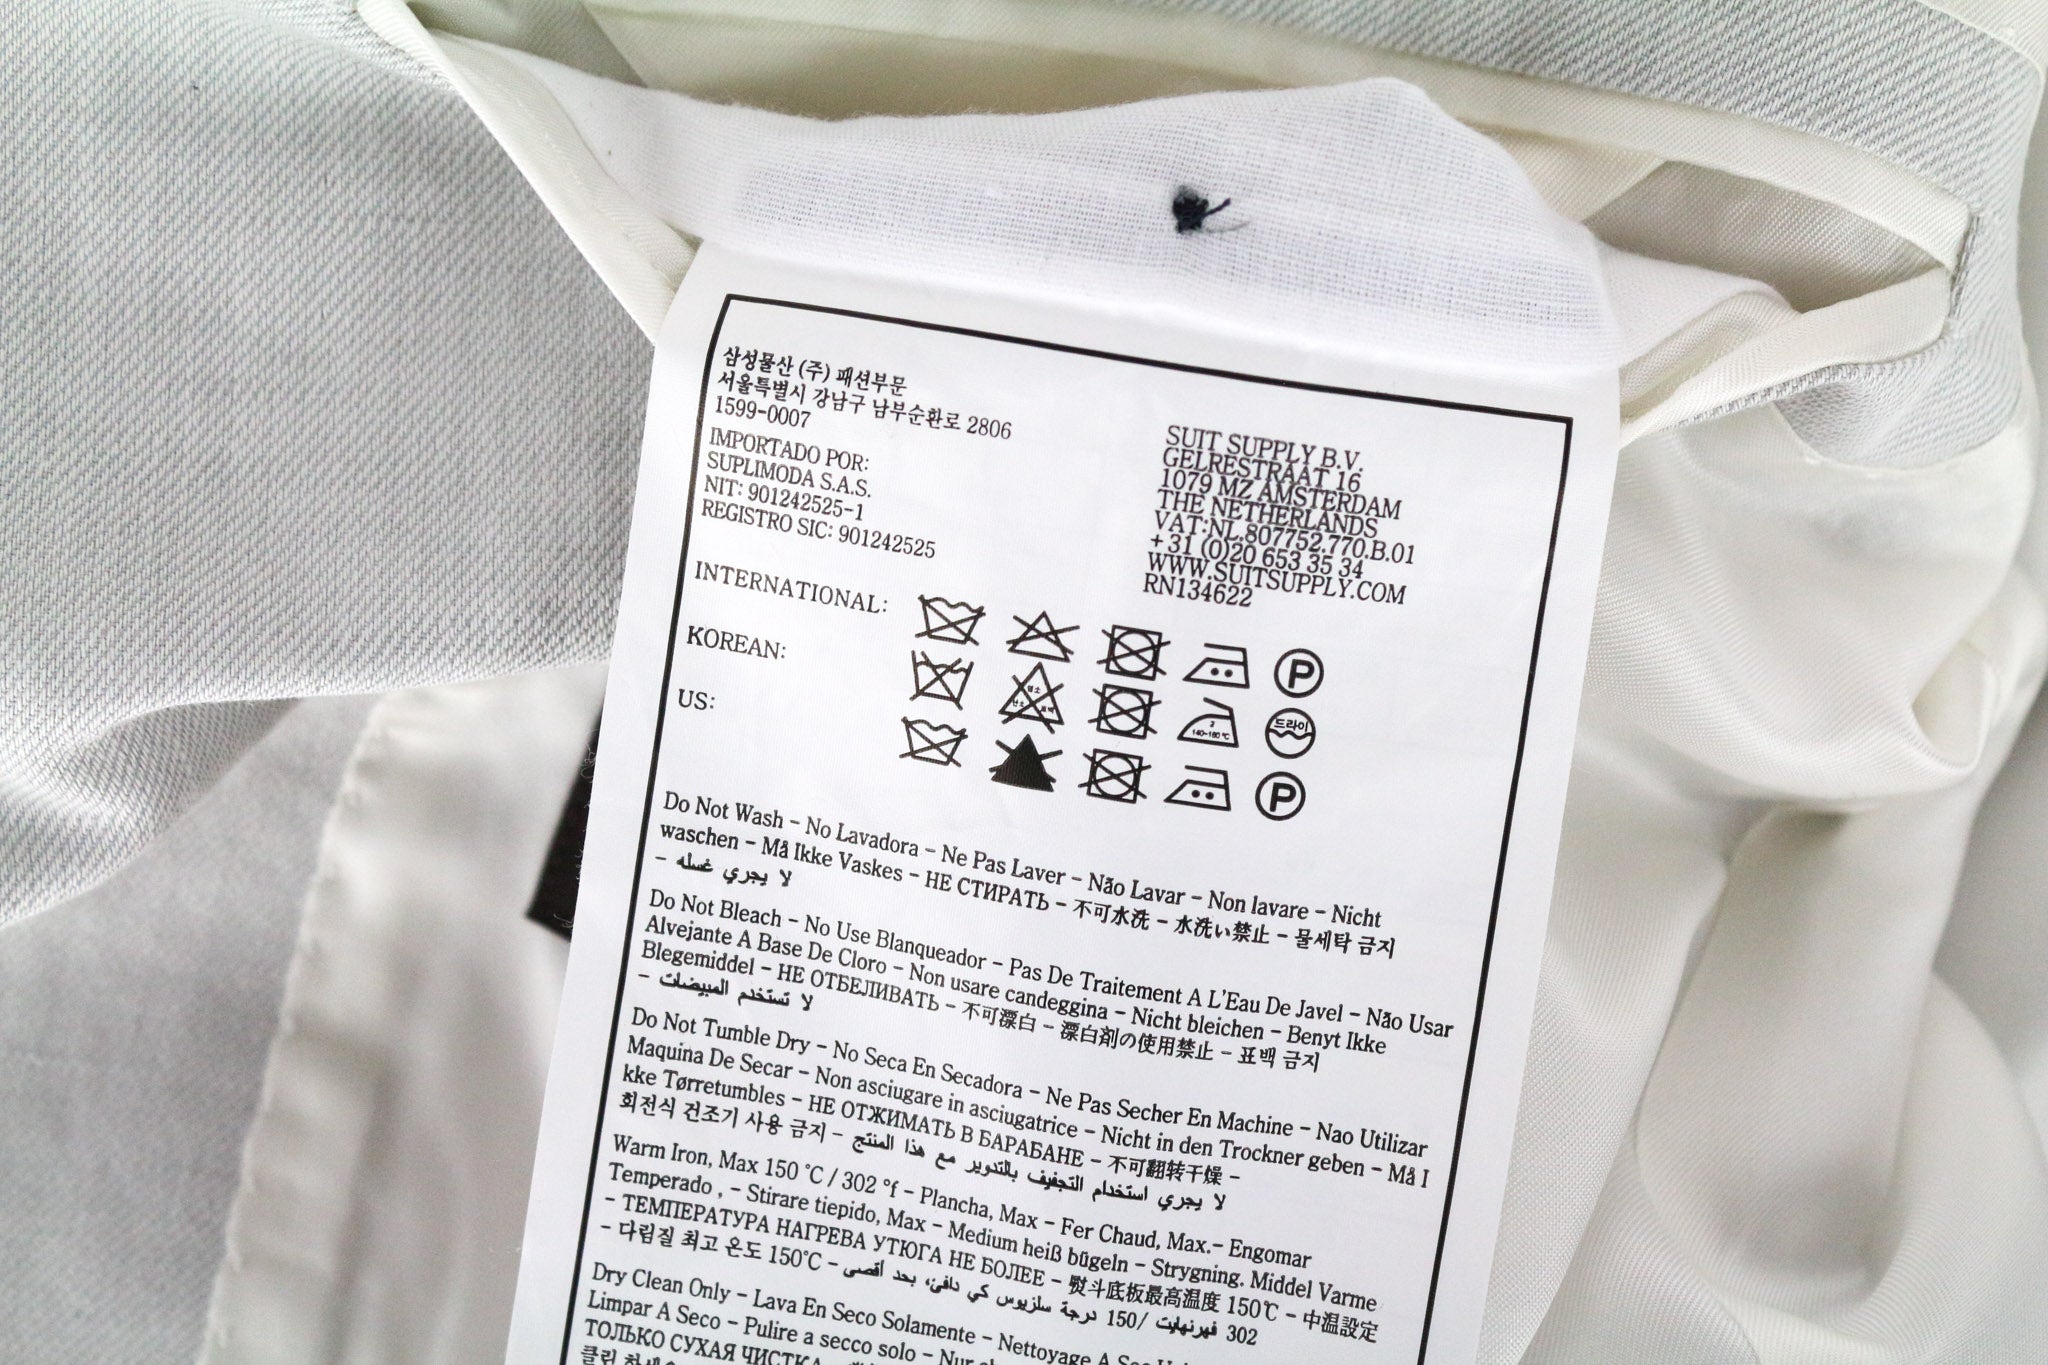 삼성물산 (주) 패션부문
서울특별시 강남구 남부순환로 2806
1599-0007
IMPORTADO POR:
SUPLIMODA S.A.S.
NIT: 901242525-1
REGISTRO SIC: 901242525
SUIT SUPPLY B.V.
GELRESTRAAT 16
1079 MZ AMSTERDAM
THE NETHERLANDS
VAT:NL.807752.770.B.01
+31 (0)20 653 35 34
WWW.SUITSUPPLY.COM
RN134622
INTERNATIONAL:
P
KOREAN:
염소
산소 표백
2
140~160℃
드라이
US:
P
Do Not Wash - No Lavadora - Ne Pas Laver - Não Lavar - Non lavare - Nicht
waschen - Må Ikke Vaskes - НЕ СТИРАТЬ - 不可水洗 - 水洗い禁止 - 물세탁 금지
- لا يجري غسله
Do Not Bleach - No Use Blanqueador - Pas De Traitement A L'Eau De Javel - Não Usar
Alvejante A Base De Cloro - Non usare candeggina - Nicht bleichen - Benyt Ikke
Blegemiddel - НЕ ОТБЕЛИВАТЬ - 不可漂白 - 漂白剤の使用禁止 - 표백 금지
- لا تستخدم المبيضات
Do Not Tumble Dry - No Seca En Secadora - Ne Pas Secher En Machine - Nao Utilizar
Maquina De Secar - Non asciugare in asciugatrice - Nicht in den Trockner geben - Må I
kke Tørretumbles - НЕ ОТЖИМАТЬ В БАРАБАНЕ - 不可翻转干燥 -
회전식 건조기 사용 금지 - لا يجري استخدام التجفيف بالتدوير مع هذا المنتج
Warm Iron, Max 150 °C / 302 °f - Plancha, Max - Fer Chaud, Max.- Engomar
Temperado , - Stirare tiepido, Max - Medium heiß bügeln - Strygning. Middel Varme
- ТЕМПЕРАТУРА НАГРЕВА УТЮГА НЕ БОЛЕЕ - 熨斗底板最高温度 150℃ - 中温設定
- 다림질 최고 온도 150℃ - درجة سلزيوس كي دافئ، بحد أقصى 150/ فهرنهايت 302
Dry Clean Only - Lava En Seco Solamente - Nettoyage A Sec
Limpar A Seco - Pulire a secco solo - Nur
ТОЛЬКО СУХАЯ ЧИСТКА
클린